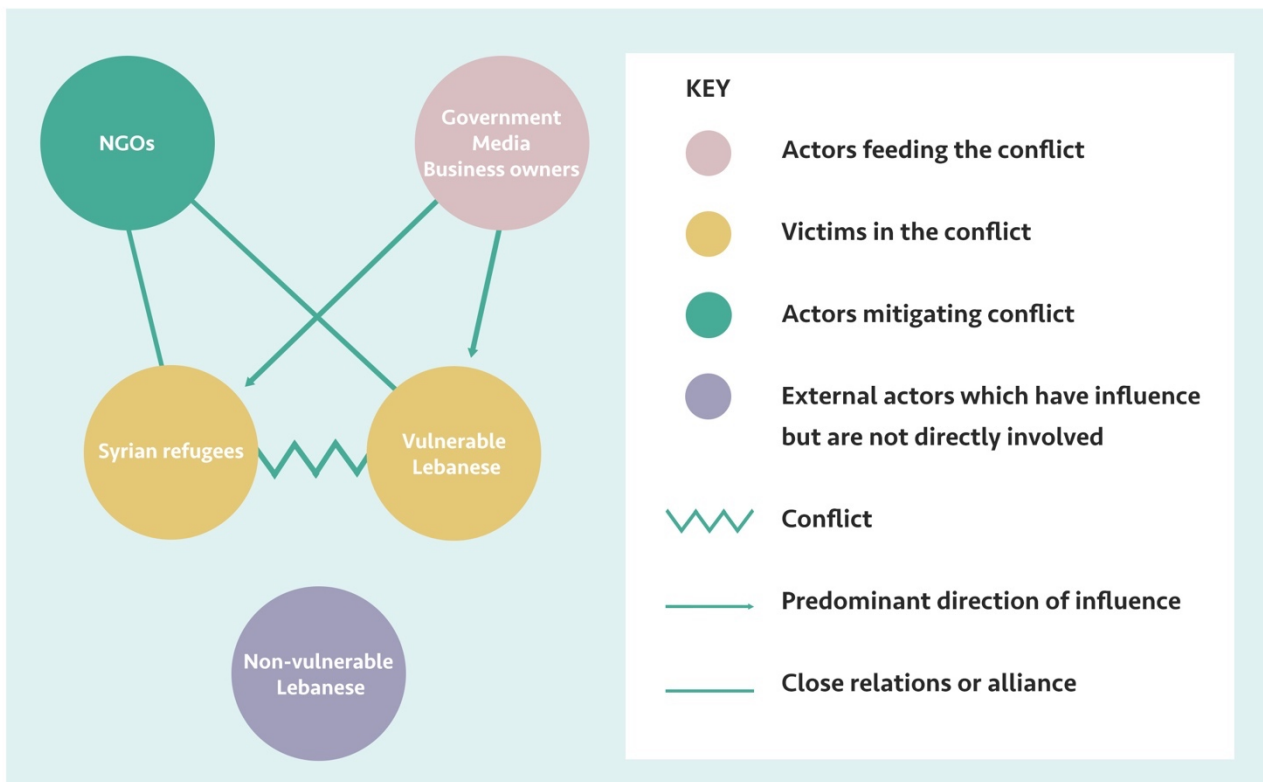 NGOs
Government
Media
Business owners
Syrian refugees
Vulnerable
Lebanese
Non-vulnerable
Lebanese
KEY
Actors feeding the conflict
Victims in the conflict
Actors mitigating conflict
External actors which have influence
but are not directly involved
Conflict
Predominant direction of influence
Close relations or alliance